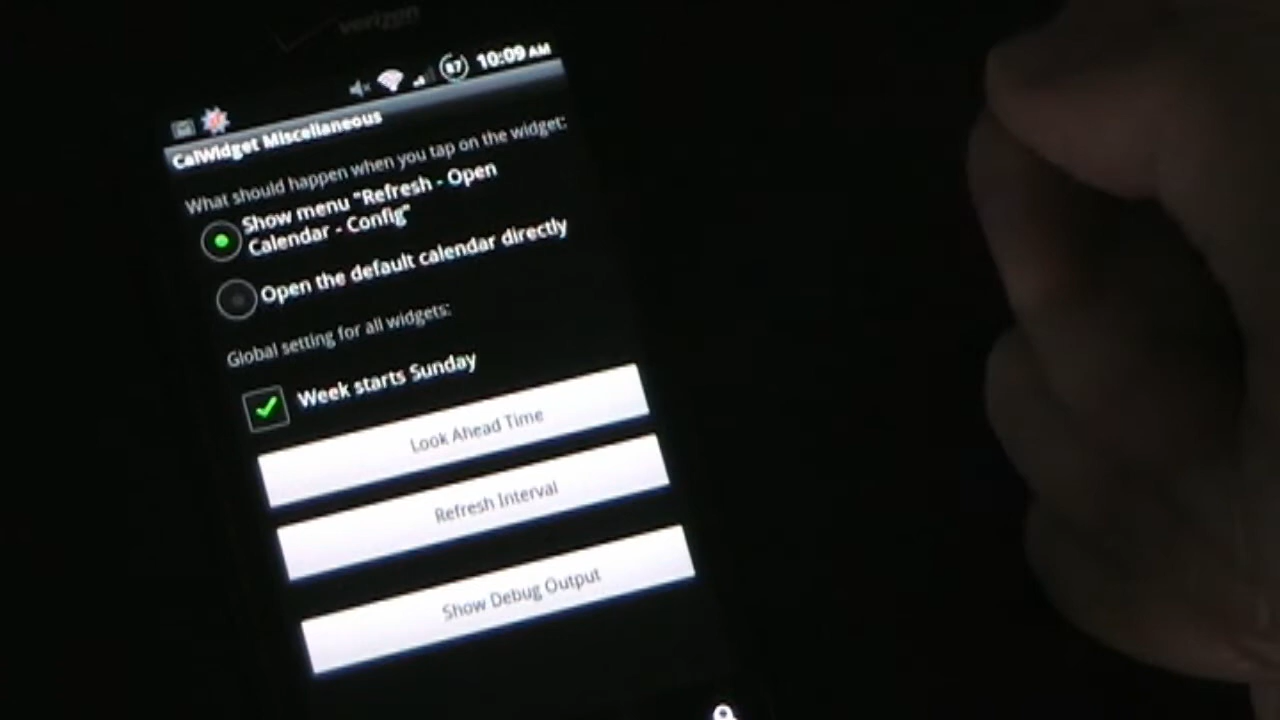 verizon
87 10:09 AM
CalWidget Miscellaneous
What should happen when you tap on the widget:
Show menu "Refresh - Open
Calendar - Config"
Open the default calendar directly
Global setting for all widgets:
Week starts Sunday
Look Ahead Time
Refresh Interval
Show Debug Output